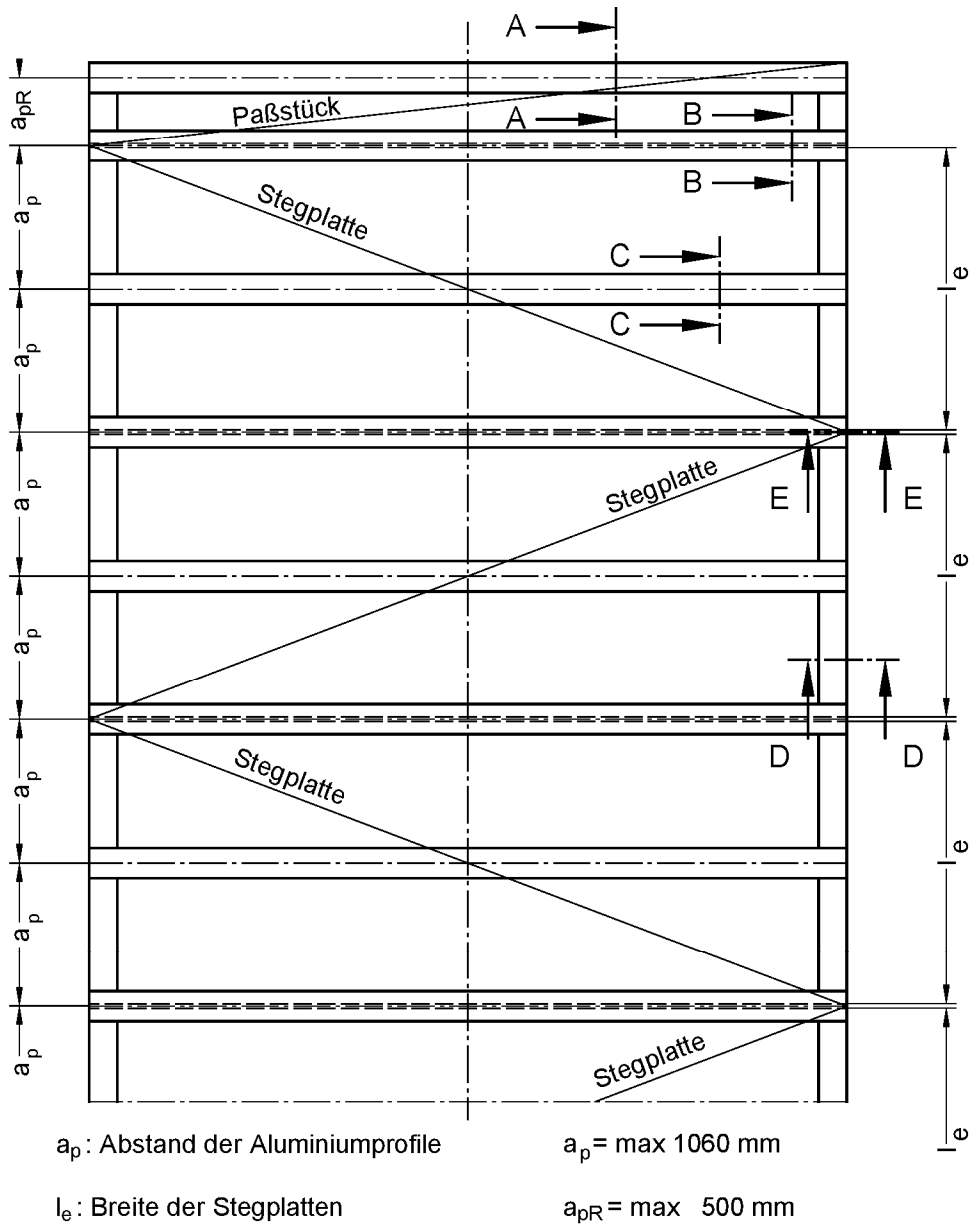 A
a_pR
Paßstück
A
B
a_p
Stegplatte
B
C
l_e
a_p
C
a_p
Stegplatte
E
E
l_e
a_p
D
D
a_p
Stegplatte
l_e
a_p
a_p
Stegplatte
l_e
a_p : Abstand der Aluminiumprofile
a_p = max 1060 mm
l_e : Breite der Stegplatten
a_pR = max 500 mm